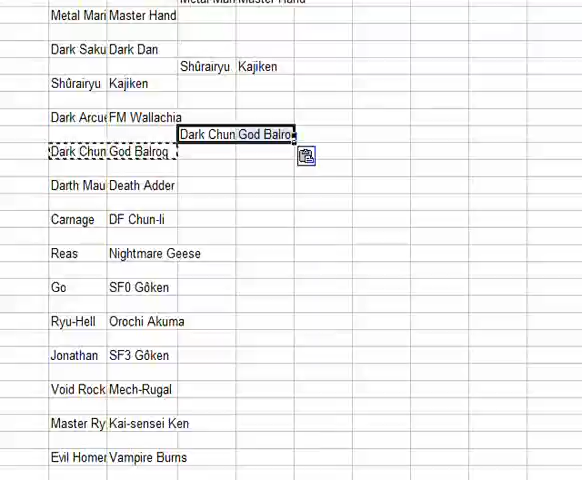 Metal Mari Master Hand
Dark Saku Dark Dan
Shûrairyu Kajiken
Shûrairyu Kajiken
Dark Arcue FM Wallachia
Dark Chun God Balro
Dark Chun God Balrog
Darth Mau Death Adder
Carnage DF Chun-li
Reas Nightmare Geese
Go SF0 Gôken
Ryu-Hell Orochi Akuma
Jonathan SF3 Gôken
Void Rock Mech-Rugal
Master Ry Kai-sensei Ken
Evil Homer Vampire Burns